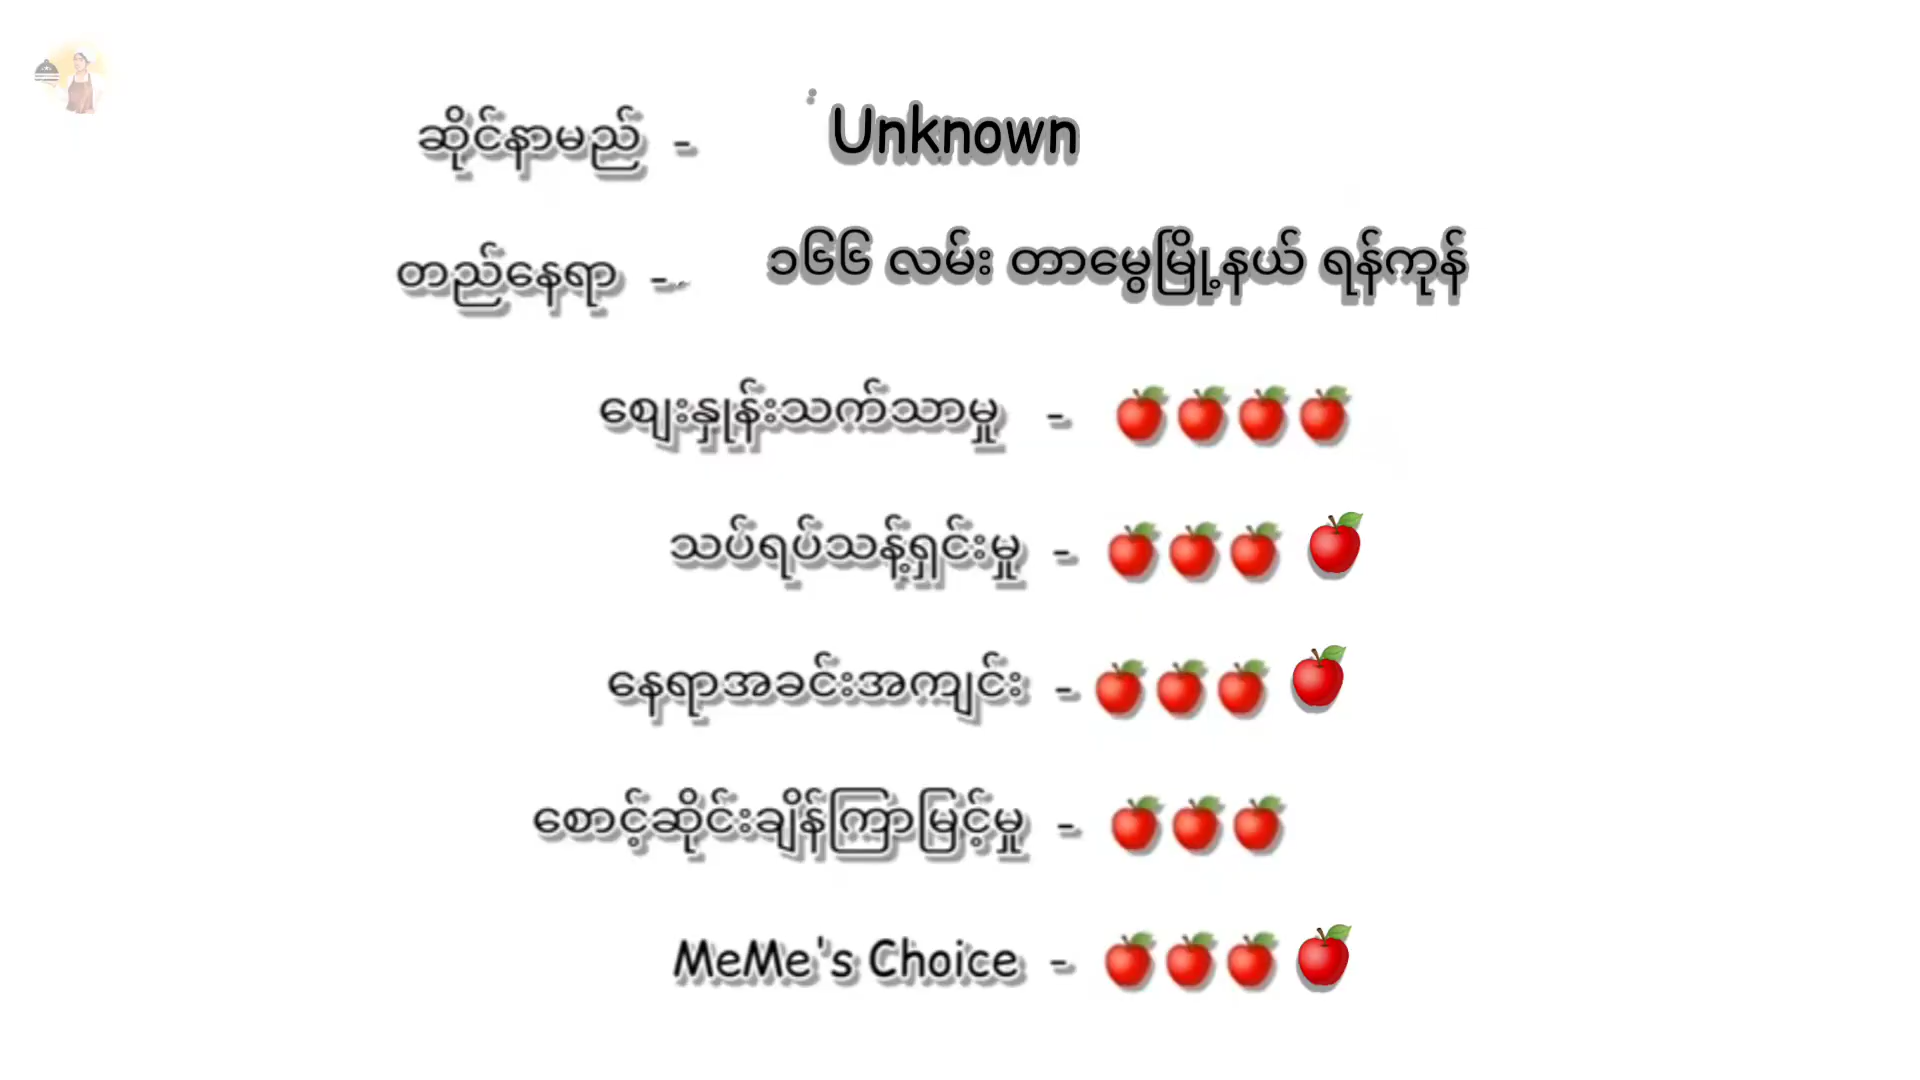 ဆိုင်နာမည် - Unknown
တည်နေရာ - ၁၆၆ လမ်း တာမွေမြို့နယ် ရန်ကုန်
ဈေးနှုန်းသက်သာမှု - 🍎🍎🍎🍎
သပ်ရပ်သန့်ရှင်းမှု - 🍎🍎🍎🍎
နေရာအခင်းအကျင်း - 🍎🍎🍎🍎
စောင့်ဆိုင်းချိန်ကြာမြင့်မှု - 🍎🍎🍎
MeMe's Choice - 🍎🍎🍎🍎